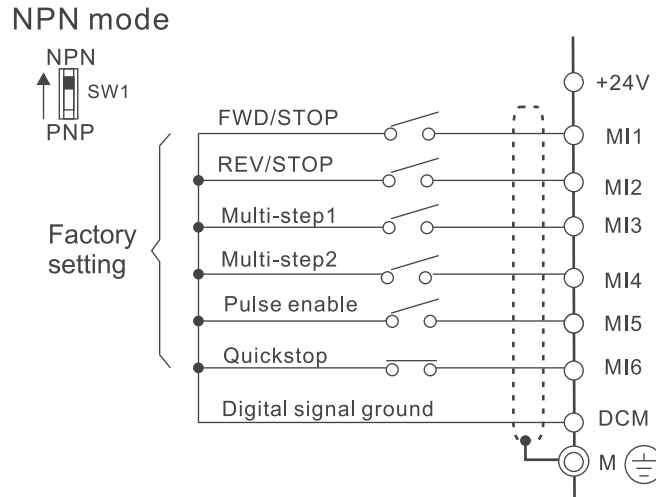 NPN mode
NPN
SW1
PNP
+24V
FWD/STOP
MI1
REV/STOP
MI2
Multi-step1
MI3
Factory
setting
Multi-step2
MI4
Pulse enable
MI5
Quickstop
MI6
Digital signal ground
DCM
M